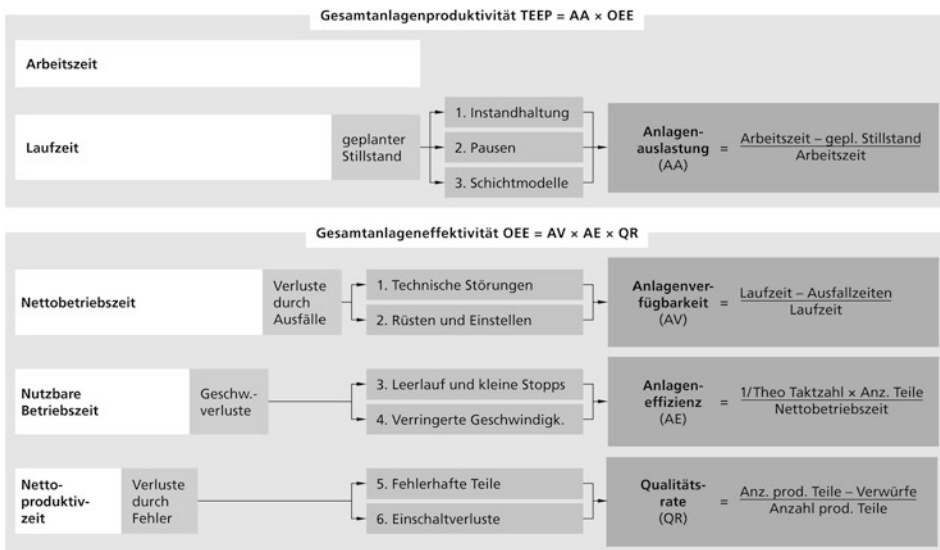 Gesamtanlagenproduktivität TEEP = AA × OEE
Arbeitszeit
Laufzeit
geplanter
Stillstand
1. Instandhaltung
2. Pausen
3. Schichtmodelle
Anlagen-
auslastung
(AA)
=
Arbeitszeit – gepl. Stillstand
Arbeitszeit
Gesamtanlageneffektivität OEE = AV × AE × QR
Nettobetriebszeit
Verluste
durch
Ausfälle
1. Technische Störungen
2. Rüsten und Einstellen
Anlagenver-
fügbarkeit
(AV)
=
Laufzeit – Ausfallzeiten
Laufzeit
Nutzbare
Betriebszeit
Geschw.-
verluste
3. Leerlauf und kleine Stopps
4. Verringerte Geschwindigk.
Anlagen-
effizienz
(AE)
=
1/Theo Taktzahl × Anz. Teile
Nettobetriebszeit
Netto-
produktiv-
zeit
Verluste
durch
Fehler
5. Fehlerhafte Teile
6. Einschaltverluste
Qualitäts-
rate
(QR)
=
Anz. prod. Teile – Verwürfe
Anzahl prod. Teile